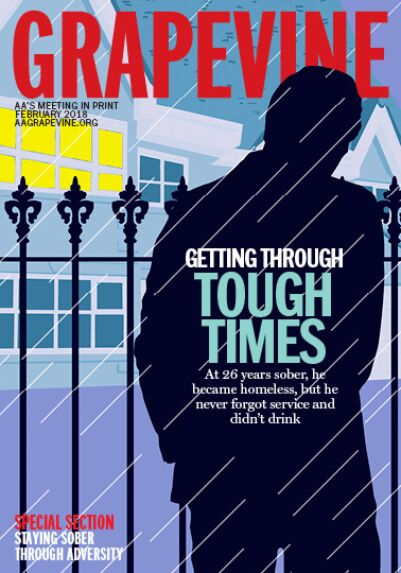 GRAPEVINE
AA'S MEETING IN PRINT
FEBRUARY 2018
AAGRAPEVINE.ORG
GETTING THROUGH
TOUGH
TIMES
At 26 years sober, he
became homeless, but he
never forgot service and
didn't drink
SPECIAL SECTION
STAYING SOBER
THROUGH ADVERSITY